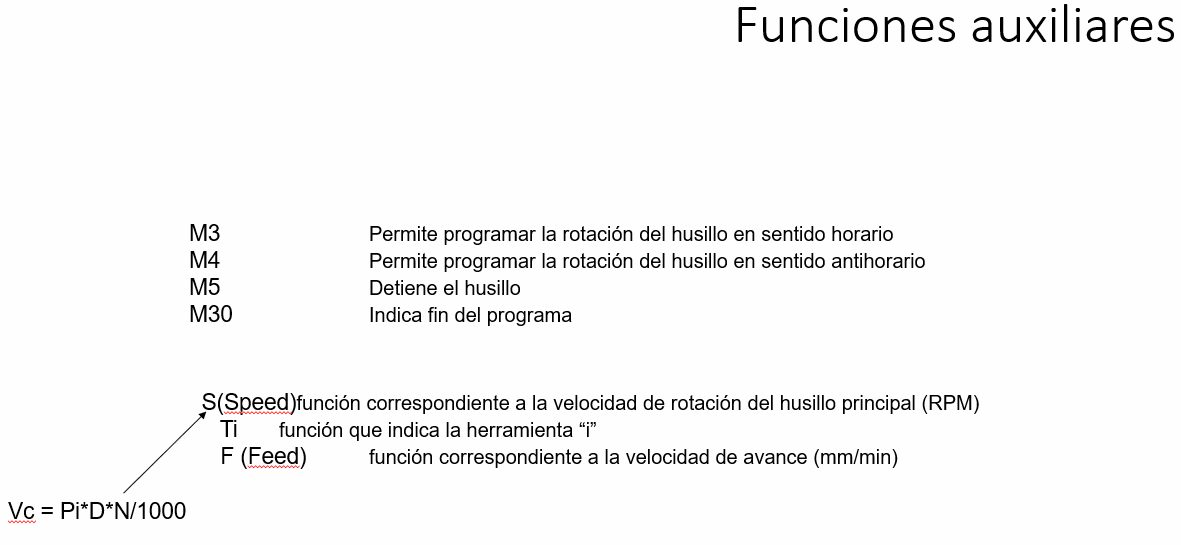 Funciones auxiliares
M3 Permite programar la rotación del husillo en sentido horario
M4 Permite programar la rotación del husillo en sentido antihorario
M5 Detiene el husillo
M30 Indica fin del programa
S(Speed)función correspondiente a la velocidad de rotación del husillo principal (RPM)
Ti función que indica la herramienta “i”
F (Feed) función correspondiente a la velocidad de avance (mm/min)
Vc = Pi*D*N/1000